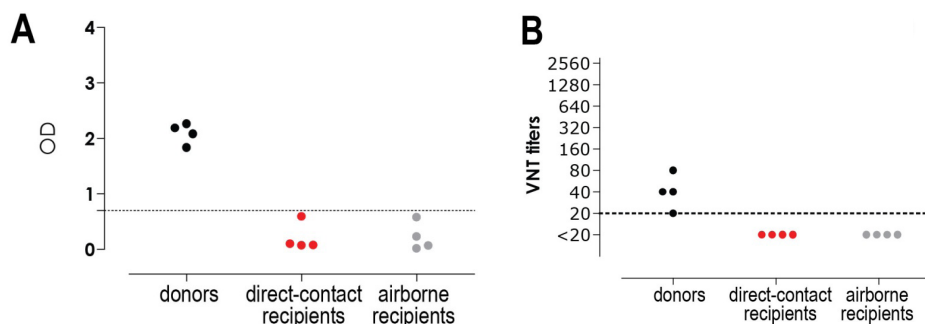 A
4
3
2
1
0
OD
donors
direct-contact
recipients
airborne
recipients
B
2560
1280
640
320
160
80
40
20
<20
VNT titers
donors
direct-contact
recipients
airborne
recipients